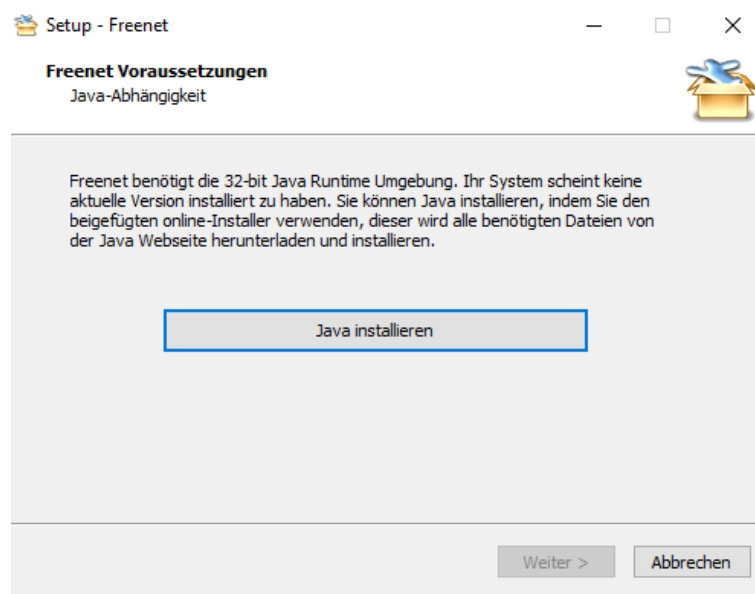 Setup - Freenet
Freenet Voraussetzungen
Java-Abhängigkeit
Freenet benötigt die 32-bit Java Runtime Umgebung. Ihr System scheint keine
aktuelle Version installiert zu haben. Sie können Java installieren, indem Sie den
beigefügten online-Installer verwenden, dieser wird alle benötigten Dateien von
der Java Webseite herunterladen und installieren.
Java installieren
Weiter >
Abbrechen